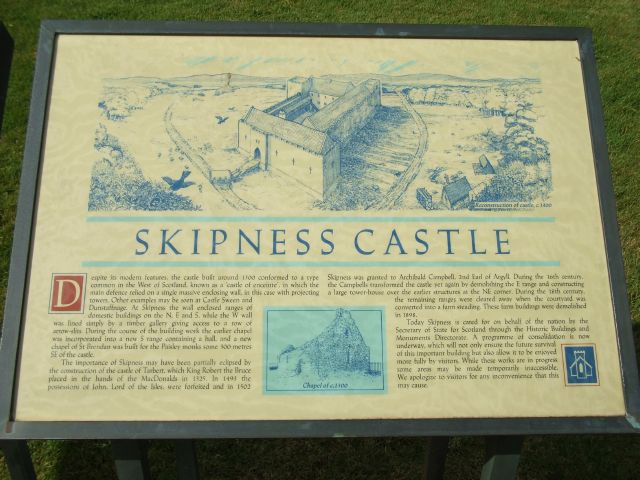 Reconstruction of castle, c.1300
SKIPNESS CASTLE
Despite its modern features, the castle built around 1300 conformed to a type
common in the West of Scotland, known as a 'castle of enceinte', in which the
main defence relied on a single massive enclosing wall, in this case with projecting
towers. Other examples may be seen at Castle Sween and
Dunstaffnage. At Skipness the wall enclosed ranges of
domestic buildings on the N, E and S, while the W wall
was lined simply by a timber gallery giving access to a row of
arrow-slits. During the course of the building work the earlier chapel
was incorporated into a new S range containing a hall, and a new
chapel of St Brendan was built for the Paisley monks some 300 metres
SE of the castle.
The importance of Skipness may have been partially eclipsed by
the construction of the castle of Tarbert, which King Robert the Bruce
placed in the hands of the MacDonalds in 1325. In 1493 the
possessions of John, Lord of the Isles, were forfeited and in 1502
Skipness was granted to Archibald Campbell, 2nd Earl of Argyll. During the 16th century,
the Campbells transformed the castle yet again by demolishing the E range and constructing
a large tower-house over the earlier structures at the NE corner. During the 18th century,
the remaining ranges were cleared away when the courtyard was
converted into a farm steading. These farm buildings were demolished
in 1898.
Today Skipness is cared for on behalf of the nation by the
Secretary of State for Scotland through the Historic Buildings and
Monuments Directorate. A programme of consolidation is now
underway, which will not only ensure the future survival
of this important building but also allow it to be enjoyed
more fully by visitors. While these works are in progress
some areas may be made temporarily inaccessible.
We apologize to visitors for any inconvenience that this
may cause.
Chapel of c.1300